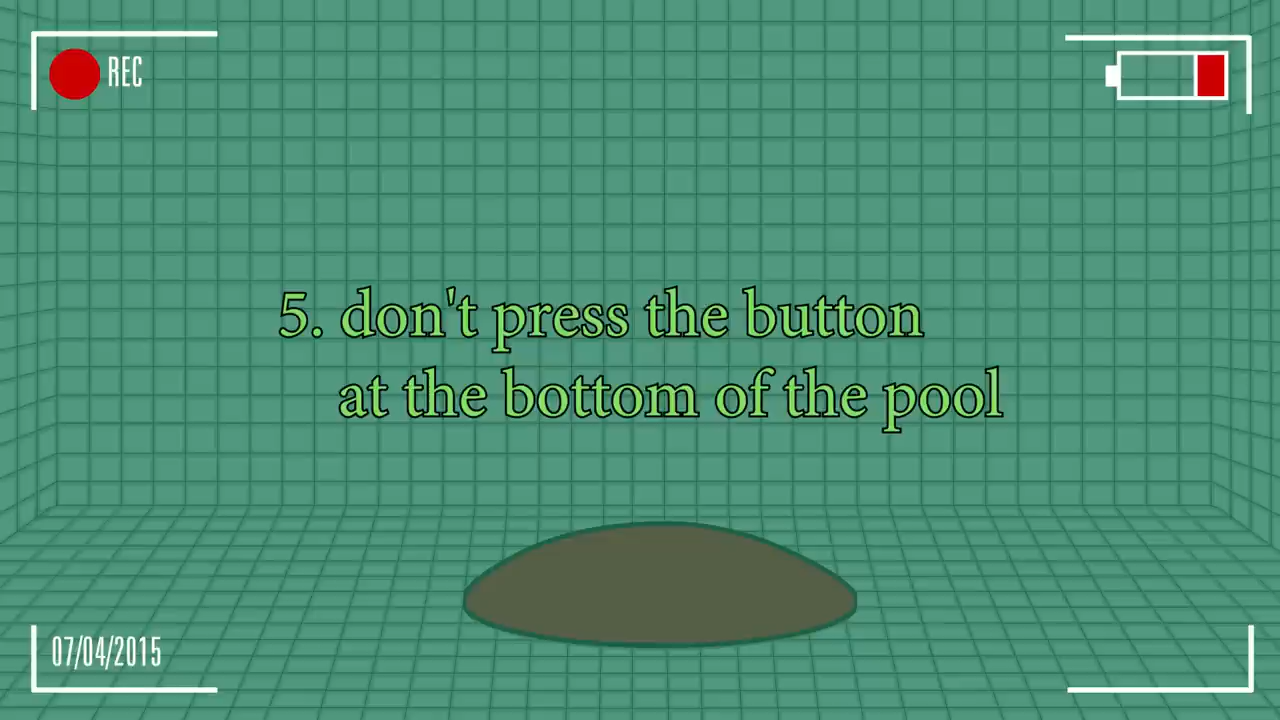 REC
5. don't press the button
at the bottom of the pool
07/04/2015